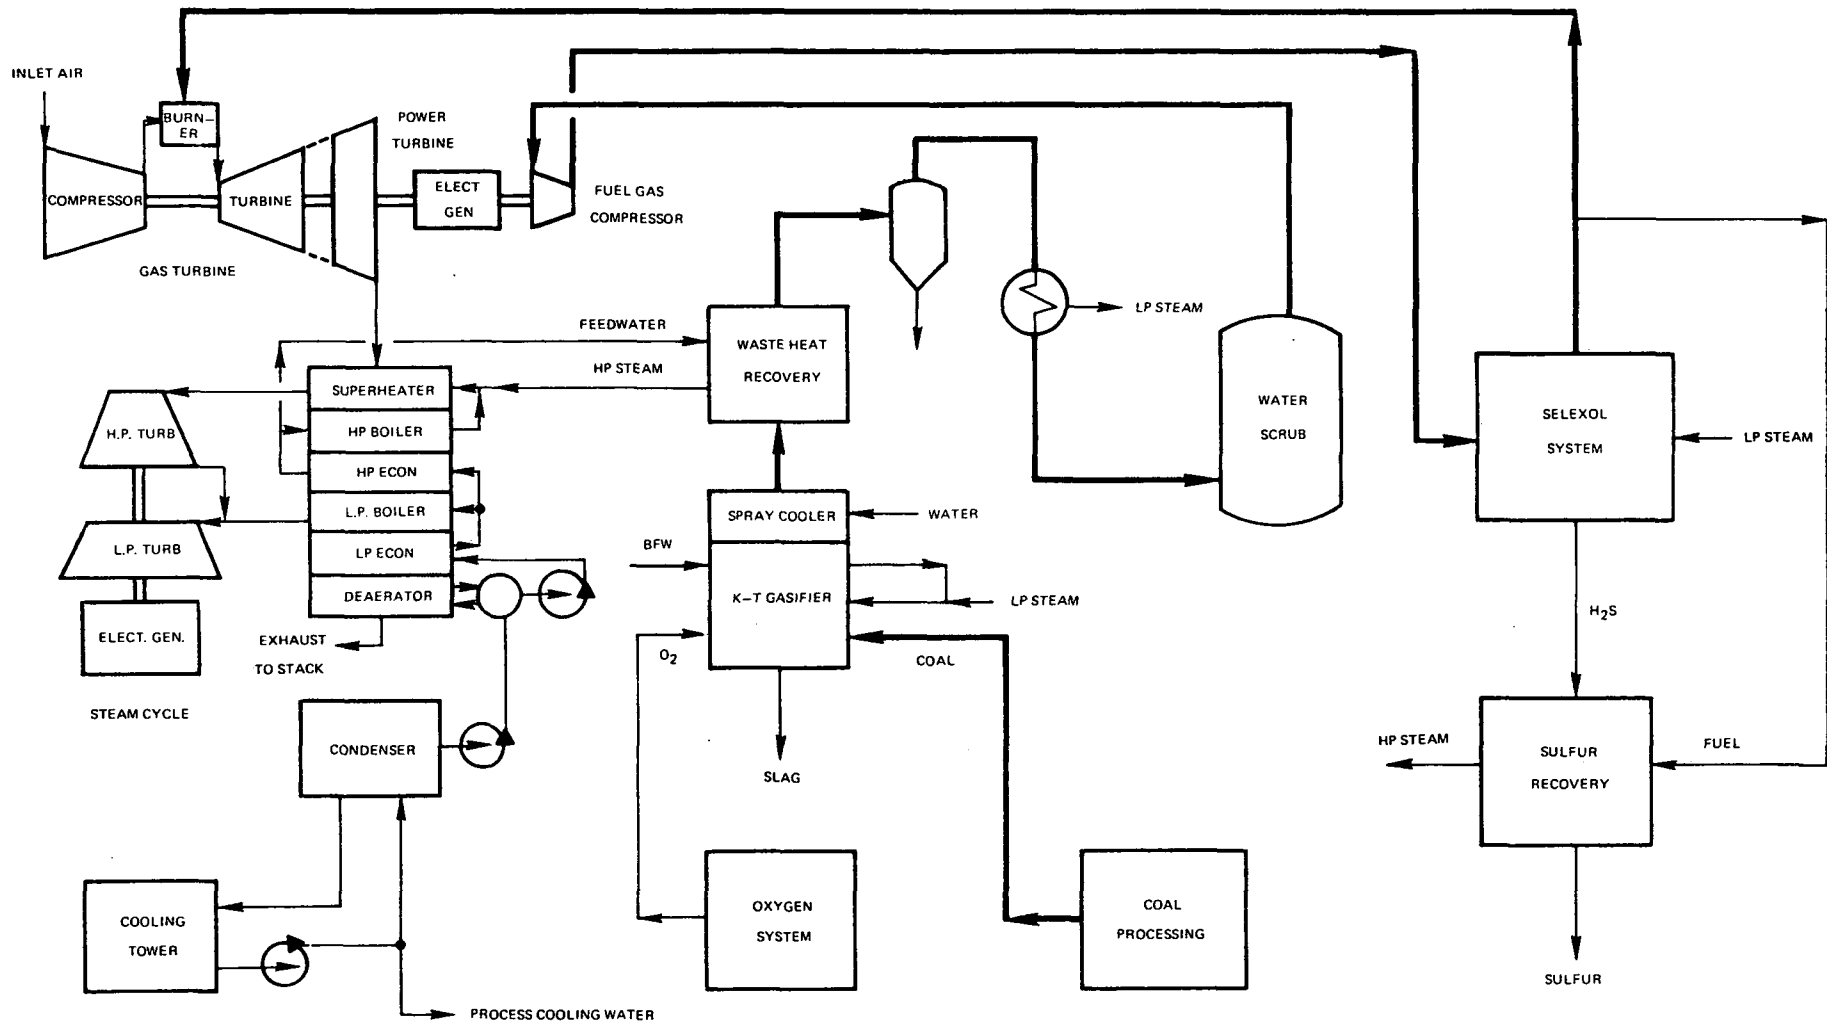 INLET AIR
BURN–
ER
POWER
TURBINE
COMPRESSOR
TURBINE
ELECT
GEN
FUEL GAS
COMPRESSOR
GAS TURBINE
LP STEAM
FEEDWATER
WASTE HEAT
RECOVERY
HP STEAM
SUPERHEATER
HP BOILER
HP ECON
L.P. BOILER
LP ECON
DEAERATOR
H.P. TURB
L.P. TURB
ELECT. GEN.
STEAM CYCLE
EXHAUST
TO STACK
WATER
SCRUB
SELEXOL
SYSTEM
LP STEAM
SPRAY COOLER
WATER
BFW
K–T GASIFIER
LP STEAM
O2
COAL
SLAG
H2S
CONDENSER
HP STEAM
SULFUR
RECOVERY
FUEL
COOLING
TOWER
OXYGEN
SYSTEM
COAL
PROCESSING
SULFUR
PROCESS COOLING WATER